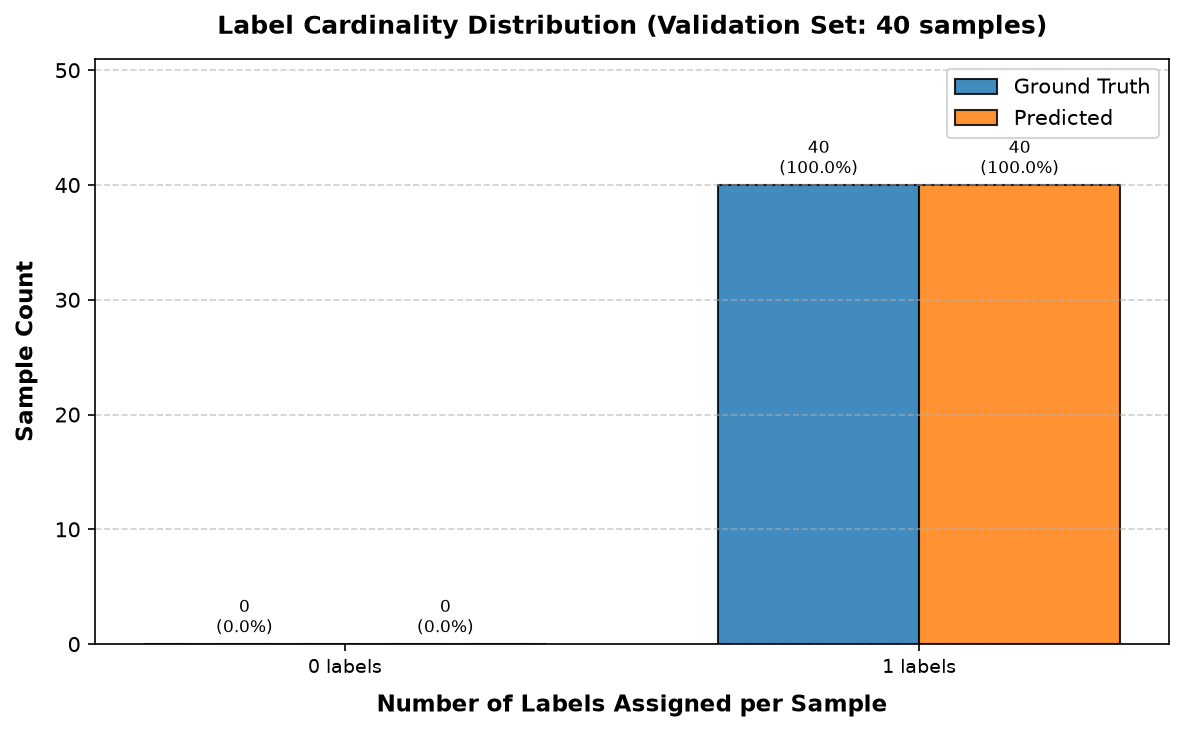 Label Cardinality Distribution (Validation Set: 40 samples)
50
40
30
20
10
0
Sample Count
Ground Truth
Predicted
40
(100.0%)
40
(100.0%)
0
(0.0%)
0
(0.0%)
0 labels
1 labels
Number of Labels Assigned per Sample